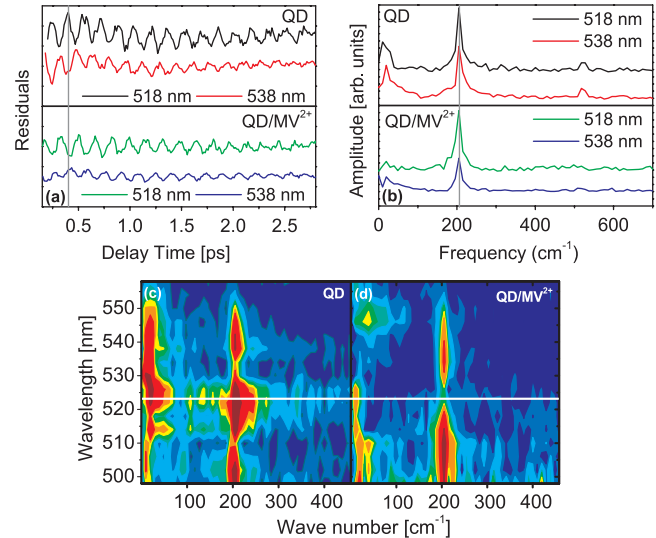 QD
518 nm
538 nm
QD/MV2+
518 nm
538 nm
(a)
Residuals
0.5 1.0 1.5 2.0 2.5
Delay Time [ps]
QD
518 nm
538 nm
QD/MV2+
518 nm
538 nm
(b)
Amplitude [arb. units]
0 200 400 600
Frequency (cm-1)
(c) QD
(d) QD/MV2+
550
540
530
520
510
500
Wavelength [nm]
100 200 300 400 100 200 300 400
Wave number [cm-1]